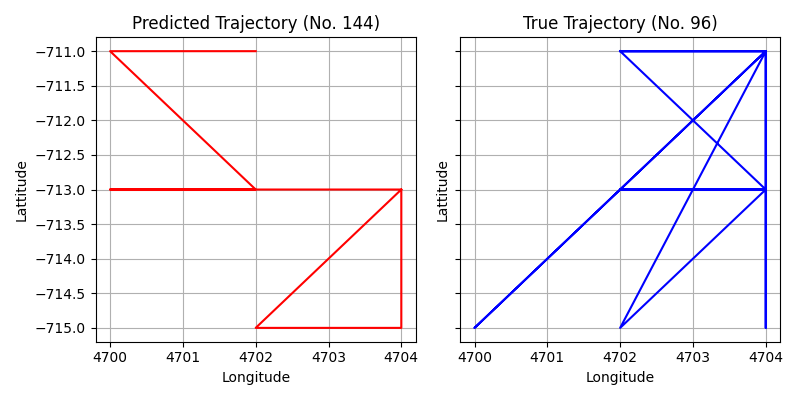 Predicted Trajectory (No. 144)
−711.0
−711.5
−712.0
−712.5
−713.0
−713.5
−714.0
−714.5
−715.0
Lattitude
4700 4701 4702 4703 4704
Longitude
True Trajectory (No. 96)
Lattitude
4700 4701 4702 4703 4704
Longitude